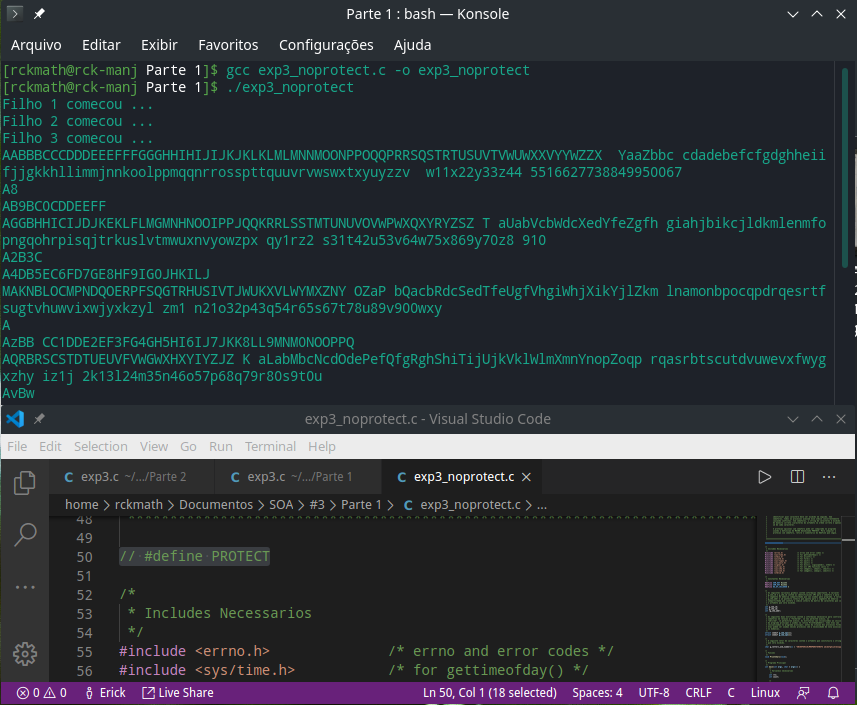 Parte 1 : bash — Konsole
Arquivo Editar Exibir Favoritos Configurações Ajuda
[rckmath@rck-manj Parte 1]$ gcc exp3_noprotect.c -o exp3_noprotect
[rckmath@rck-manj Parte 1]$ ./exp3_noprotect
Filho 1 comecou ...
Filho 2 comecou ...
Filho 3 comecou ...
AABBBCCCDDDEEEFFFGGGHHIHIJIJKJKLKLMLMNNMOONPPOQQPRRSQSTRTUSUVTVWUWXXVYYWZZX  YaaZbbc cdadebefcfgdghheii
fjjgkkhllimmjnnkoolppmqqnrrosspttquuvrvwswxtxyuyzzv  w11x22y33z44 5516627738849950067
A8
AB9BC0CDDEEFF
AGGBHHICIJDJKEKLFLMGMNHNOOIPPJQQKRRLSSTMTUNUVOVWPWXQXYRYZSZ T aUabVcbWdcXedYfeZgfh giahjbikcjldkmlenmfo
pngqohrpisqjtrkuslvtmwuxnvyowzpx qy1rz2 s31t42u53v64w75x869y70z8 910
A2B3C
A4DB5EC6FD7GE8HF9IG0JHKILJ
MAKNBLOCMPNDQOERPFSQGTRHUSIVTJWUKXVLWYMXZNY OZaP bQacbRdcSedTfeUgfVhgiWhjXikYjlZkm lnamonbpocqpdrqesrtf
sugtvhuwvixwjyxkzyl zm1 n21o32p43q54r65s67t78u89v900wxy
A
AzBB CC1DDE2EF3FG4GH5HI6IJ7JKK8LL9MNM0NOOPPQ
AQRBRSCSTDTUEUVFVWGWXHXYIYZJZ K aLabMbcNcdOdePefQfgRghShiTijUjkVklWlmXmnYnopZoqp rqasrbtscutdvuwevxfwyg
xzhy iz1j 2k13l24m35n46o57p68q79r80s9t0u
AvBw
exp3_noprotect.c - Visual Studio Code
File Edit Selection View Go Run Terminal Help
C exp3.c ~/.../Parte 2 C exp3.c ~/.../Parte 1 C exp3_noprotect.c
home > rckmath > Documentos > SOA > #3 > Parte 1 > C exp3_noprotect.c > ...
48
49
50 // #define PROTECT
51
52 /*
53 * Includes Necessarios
54 */
55 #include <errno.h> /* errno and error codes */
56 #include <sys/time.h> /* for gettimeofday() */
0 0 Erick Live Share Ln 50, Col 1 (18 selected) Spaces: 4 UTF-8 CRLF C Linux